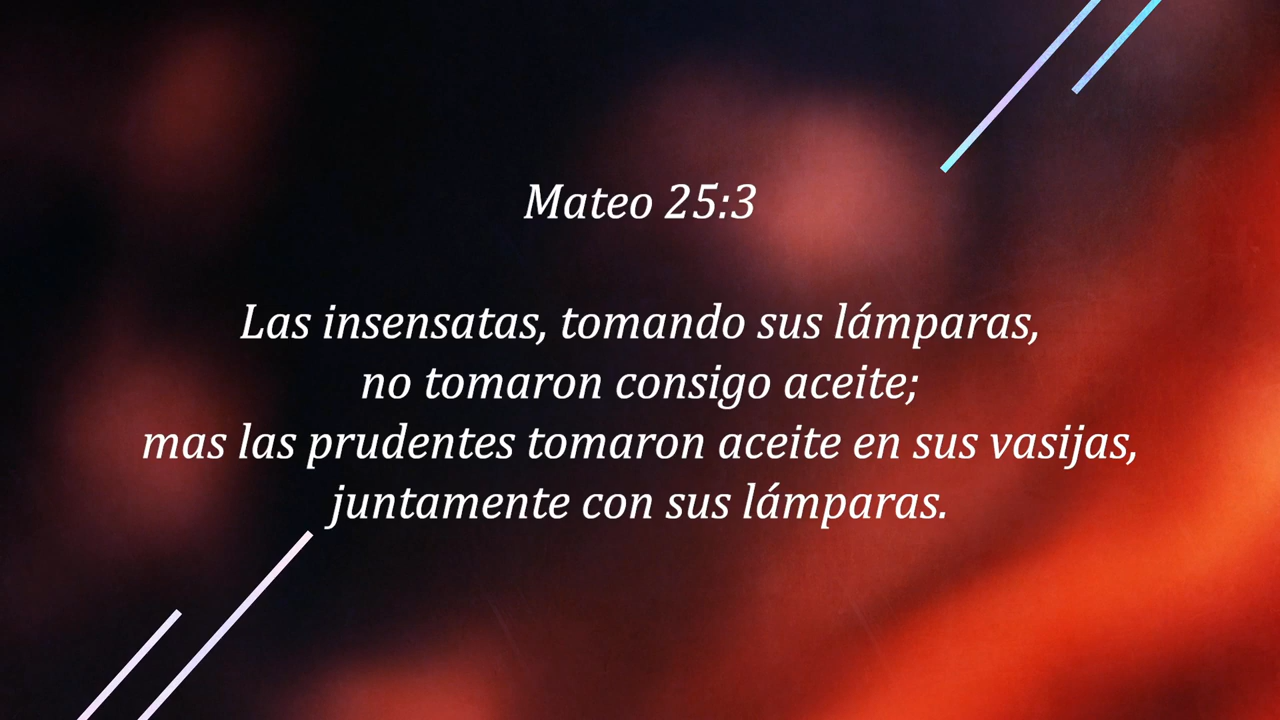 Mateo 25:3
Las insensatas, tomando sus lámparas,
no tomaron consigo aceite;
mas las prudentes tomaron aceite en sus vasijas,
juntamente con sus lámparas.